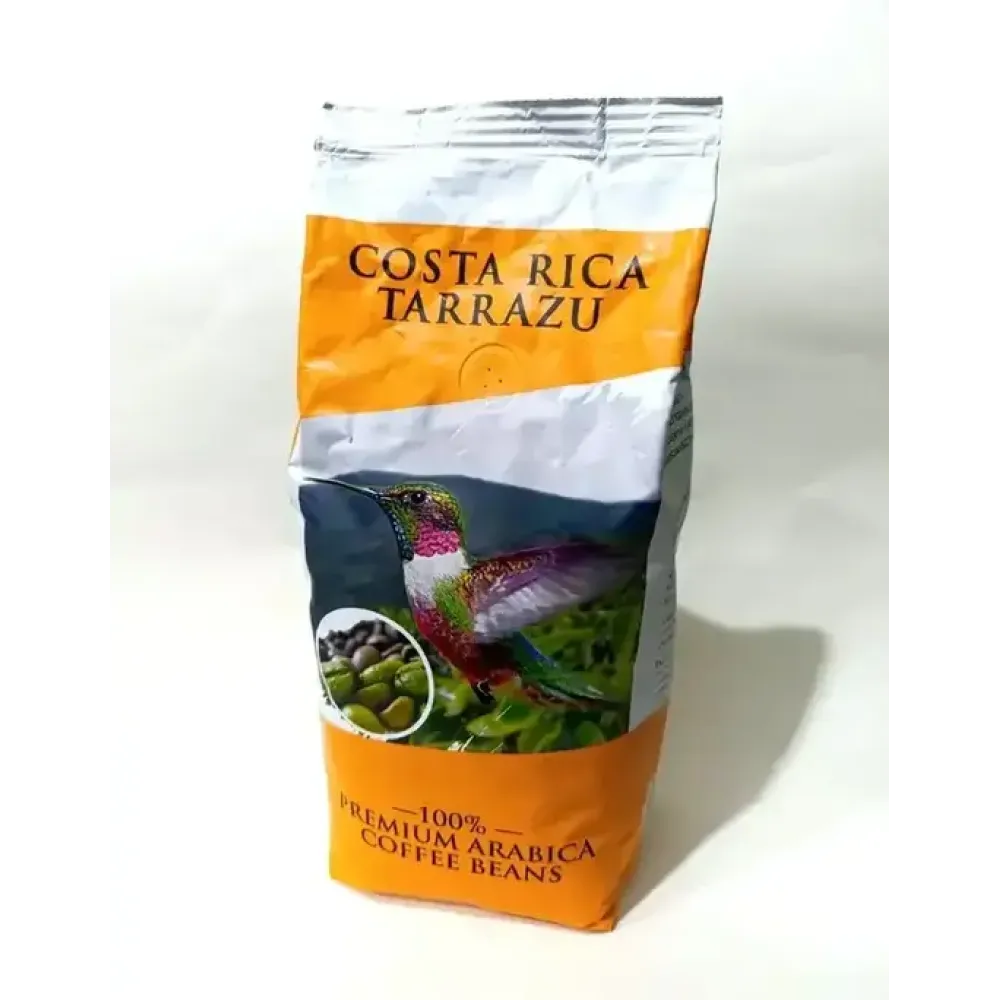 COSTA RICA
TARRAZU
—100%—
PREMIUM ARABICA
COFFEE BEANS